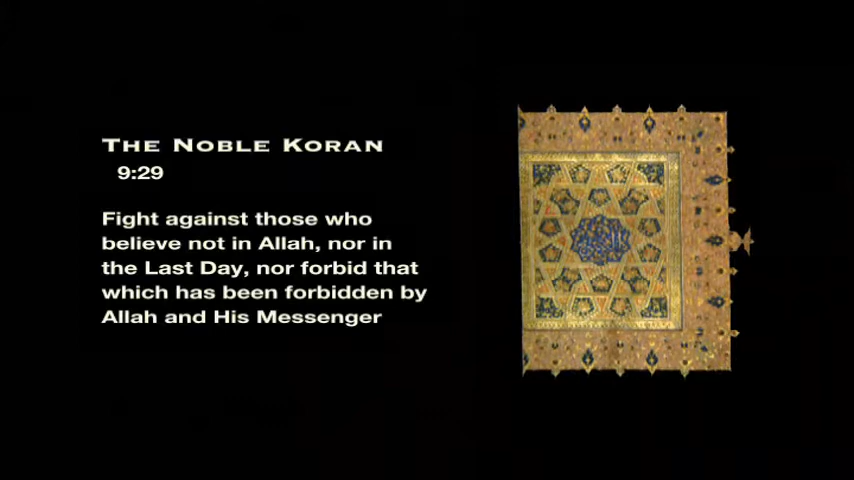 THE NOBLE KORAN
9:29
Fight against those who
believe not in Allah, nor in
the Last Day, nor forbid that
which has been forbidden by
Allah and His Messenger